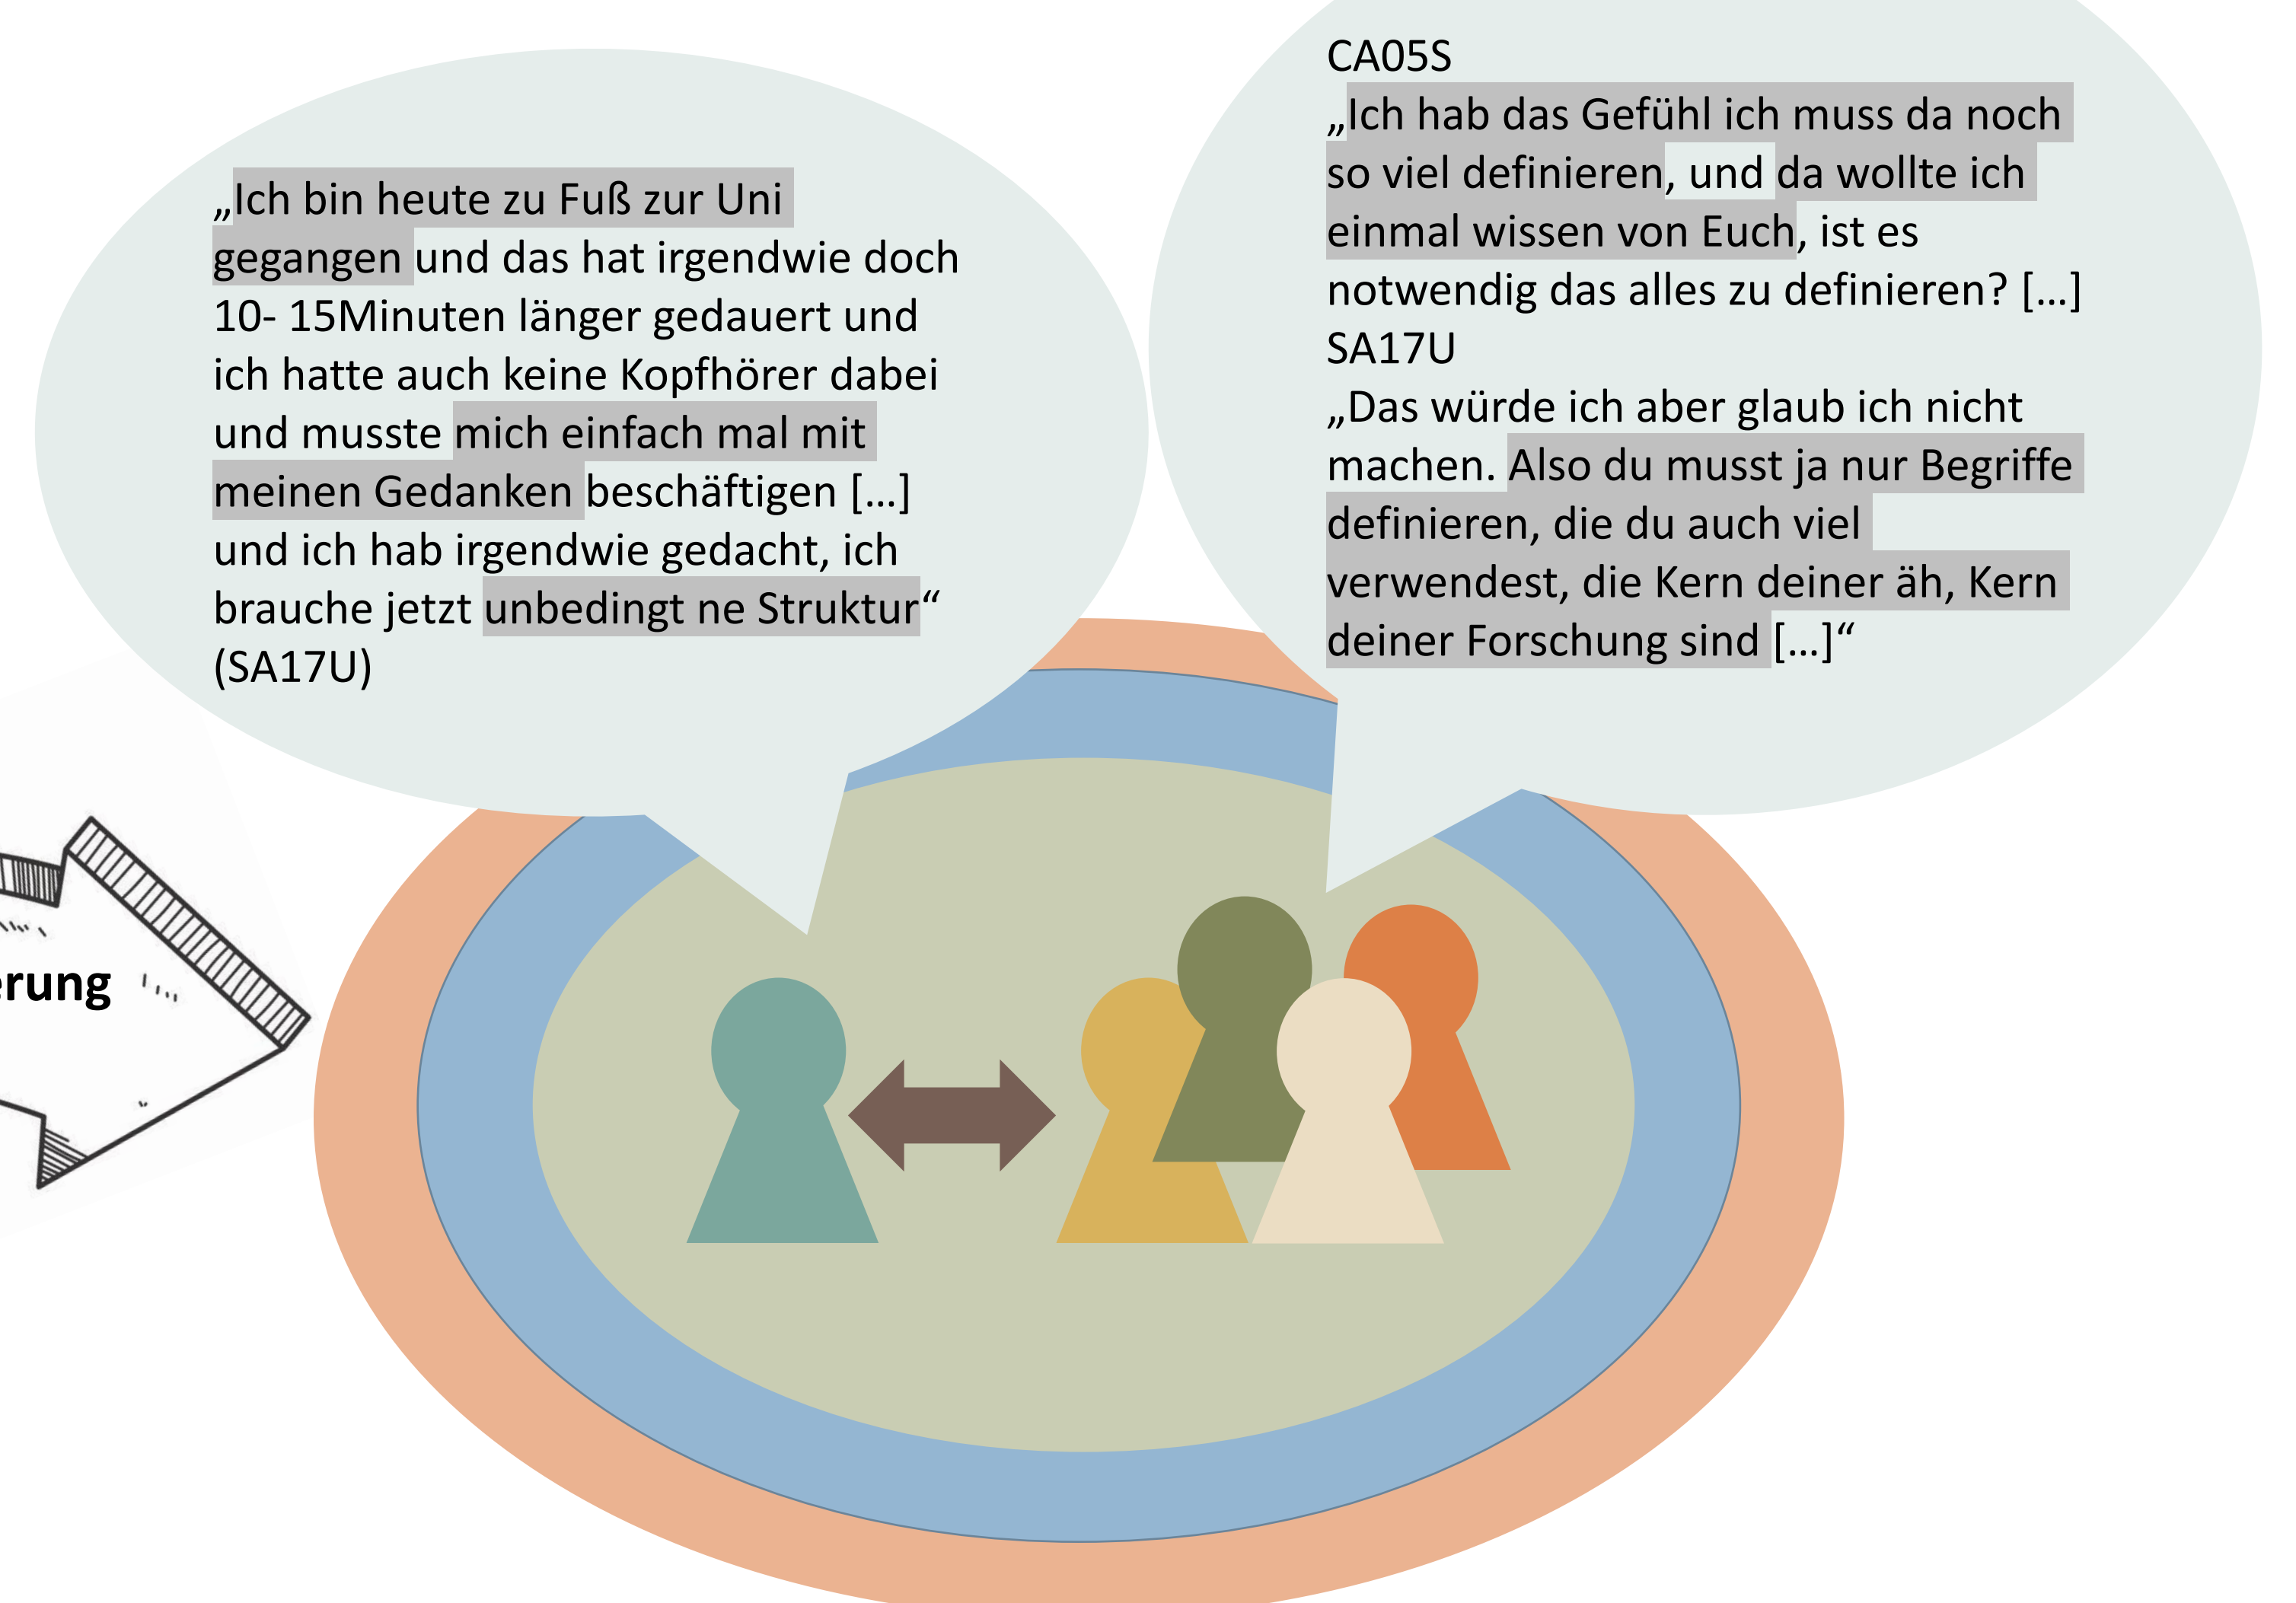 „Ich bin heute zu Fuß zur Uni
gegangen und das hat irgendwie doch
10- 15Minuten länger gedauert und
ich hatte auch keine Kopfhörer dabei
und musste mich einfach mal mit
meinen Gedanken beschäftigen […]
und ich hab irgendwie gedacht, ich
brauche jetzt unbedingt ne Struktur“
(SA17U)
CA05S
„Ich hab das Gefühl ich muss da noch
so viel definieren, und da wollte ich
einmal wissen von Euch, ist es
notwendig das alles zu definieren? […]
SA17U
„Das würde ich aber glaub ich nicht
machen. Also du musst ja nur Begriffe
definieren, die du auch viel
verwendest, die Kern deiner äh, Kern
deiner Forschung sind […]“